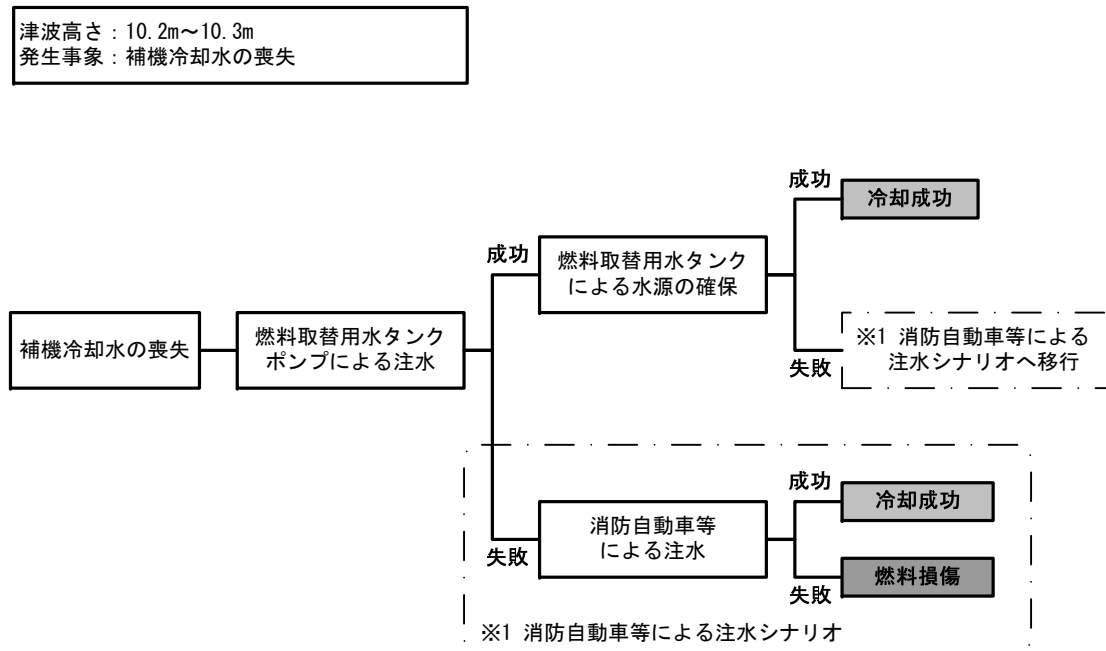 津波高さ：10.2m～10.3m
発生事象：補機冷却水の喪失
成功
冷却成功
成功
燃料取替用水タンク
による水源の確保
補機冷却水の喪失
燃料取替用水タンク
ポンプによる注水
失敗
※1 消防自動車等による
注水シナリオへ移行
成功
冷却成功
失敗
消防自動車等
による注水
失敗
燃料損傷
※1 消防自動車等による注水シナリオ